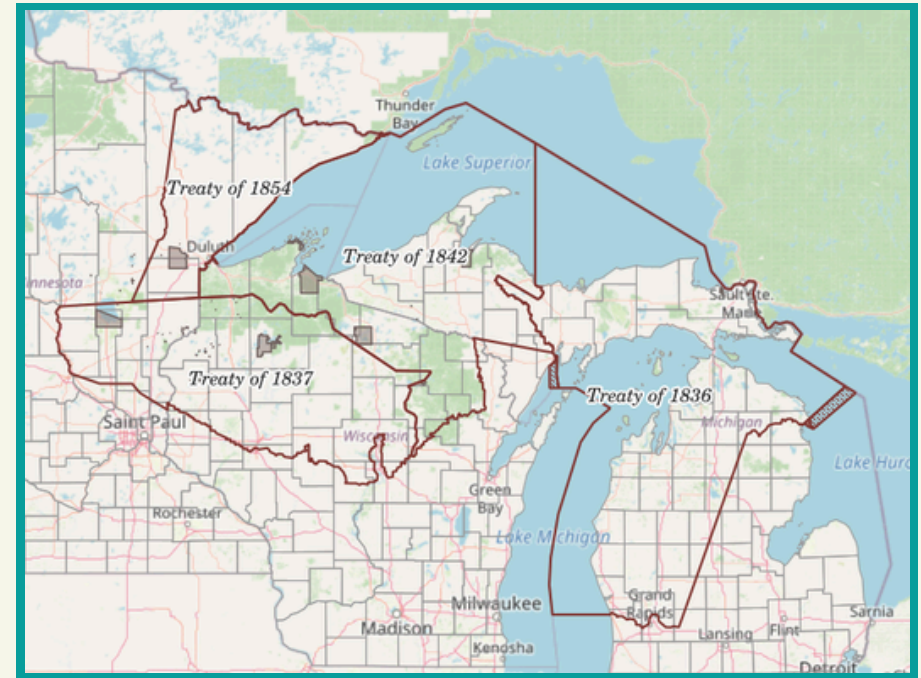 Thunder
Bay
Lake Superior
Treaty of 1854
Duluth
Treaty of 1842
innesota
Sault Ste.
Marie
Treaty of 1837
Treaty of 1836
Saint Paul
Wisconsin
Michigan
Lake Huro
Green
Bay
Rochester
Lake Michigan
Grand
Rapids
Milwaukee
Sarnia
Madison
Lansing
Flint
Kenosha
Detroit